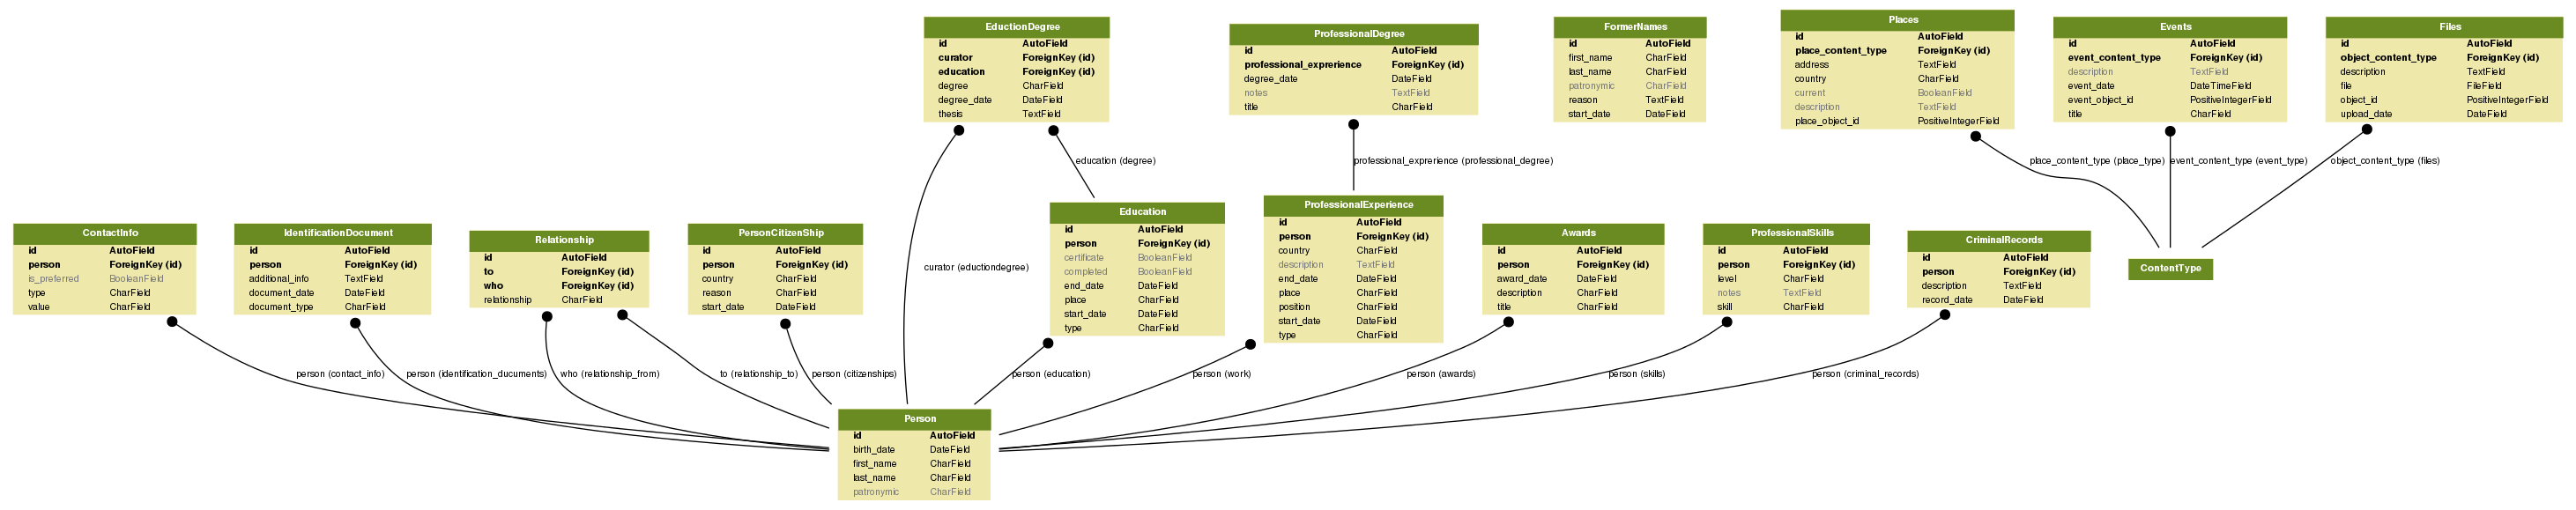 EductionDegree
id AutoField
curator ForeignKey (id)
education ForeignKey (id)
degree CharField
degree_date DateField
thesis TextField
ProfessionalDegree
id AutoField
professional_exprerience ForeignKey (id)
degree_date DateField
notes TextField
title CharField
FormerNames
id AutoField
first_name CharField
last_name CharField
patronymic CharField
reason TextField
start_date DateField
Places
id AutoField
place_content_type ForeignKey (id)
address TextField
country CharField
current BooleanField
description TextField
place_object_id PositiveIntegerField
Events
id AutoField
event_content_type ForeignKey (id)
description TextField
event_date DateTimeField
event_object_id PositiveIntegerField
title CharField
Files
id AutoField
object_content_type ForeignKey (id)
description TextField
file FileField
object_id PositiveIntegerField
upload_date DateField
education (degree)
professional_exprerience (professional_degree)
place_content_type (place_type)
event_content_type (event_type)
object_content_type (files)
ContactInfo
id AutoField
person ForeignKey (id)
is_preferred BooleanField
type CharField
value CharField
IdentificationDocument
id AutoField
person ForeignKey (id)
additional_info TextField
document_date DateField
document_type CharField
Relationship
id AutoField
to ForeignKey (id)
who ForeignKey (id)
relationship CharField
PersonCitizenShip
id AutoField
person ForeignKey (id)
country CharField
reason CharField
start_date DateField
curator (eductiondegree)
Education
id AutoField
person ForeignKey (id)
certificate BooleanField
completed BooleanField
end_date DateField
place CharField
start_date DateField
type CharField
ProfessionalExperience
id AutoField
person ForeignKey (id)
country CharField
description TextField
end_date DateField
place CharField
position CharField
start_date DateField
type CharField
Awards
id AutoField
person ForeignKey (id)
award_date DateField
description CharField
title CharField
ProfessionalSkills
id AutoField
person ForeignKey (id)
level CharField
notes TextField
skill CharField
CriminalRecords
id AutoField
person ForeignKey (id)
description TextField
record_date DateField
ContentType
person (contact_info)
person (identification_ducuments)
who (relationship_from)
to (relationship_to)
person (citizenships)
person (education)
person (work)
person (awards)
person (skills)
person (criminal_records)
Person
id AutoField
birth_date DateField
first_name CharField
last_name CharField
patronymic CharField